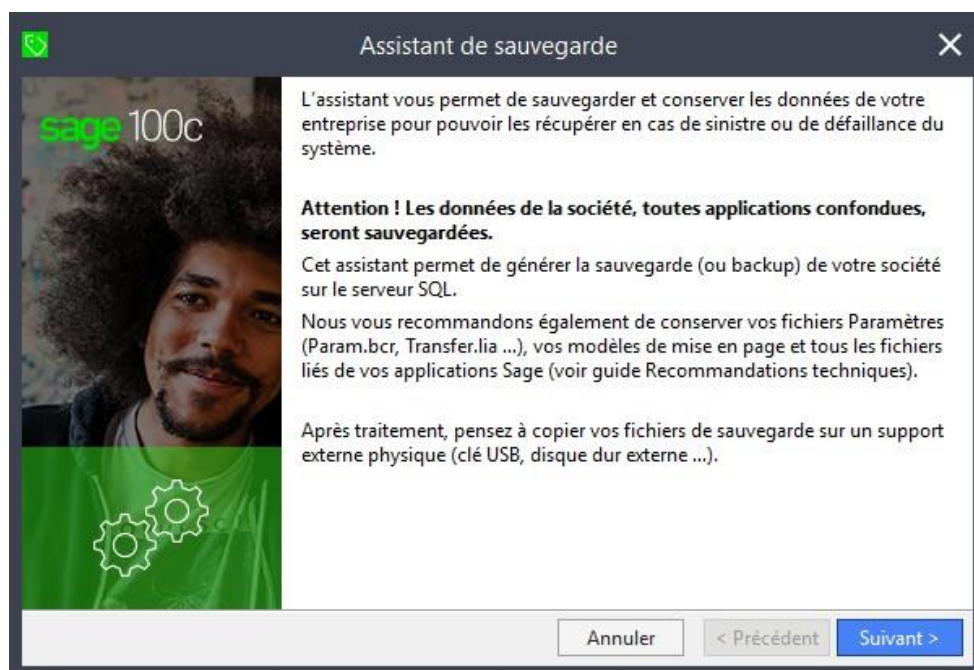 Assistant de sauvegarde
sage 100c
L'assistant vous permet de sauvegarder et conserver les données de votre
entreprise pour pouvoir les récupérer en cas de sinistre ou de défaillance du
système.
Attention ! Les données de la société, toutes applications confondues,
seront sauvegardées.
Cet assistant permet de générer la sauvegarde (ou backup) de votre société
sur le serveur SQL.
Nous vous recommandons également de conserver vos fichiers Paramètres
(Param.bcr, Transfer.lia ...), vos modèles de mise en page et tous les fichiers
liés de vos applications Sage (voir guide Recommandations techniques).
Après traitement, pensez à copier vos fichiers de sauvegarde sur un support
externe physique (clé USB, disque dur externe ...).
Annuler
< Précédent
Suivant >